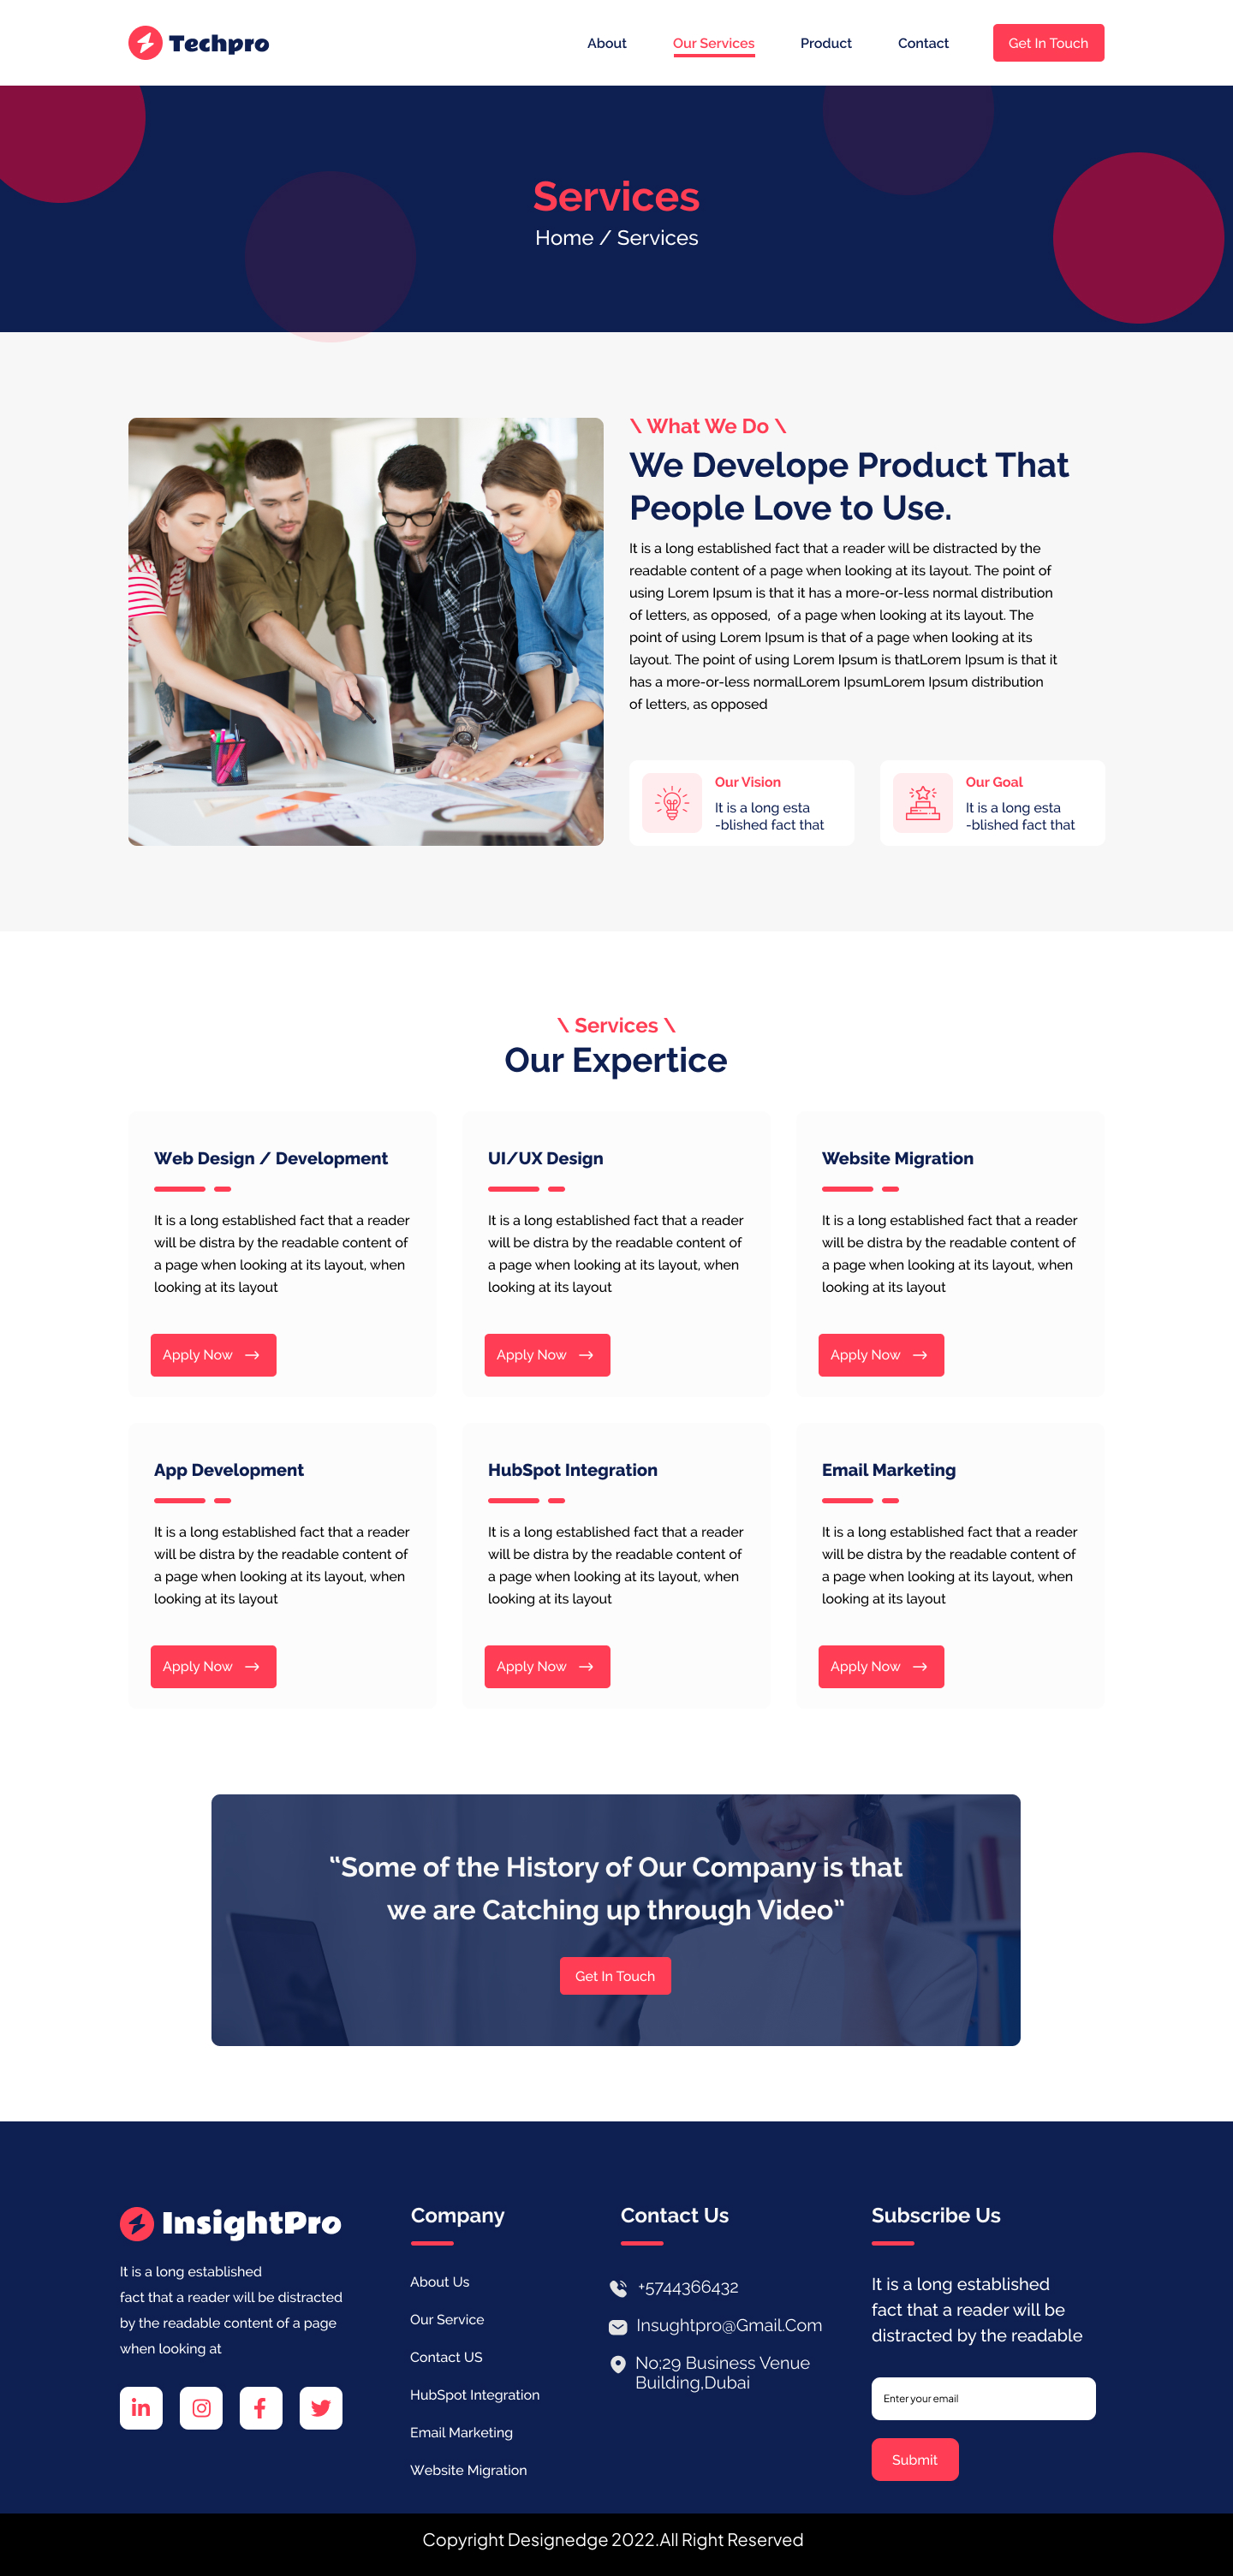 Techpro
About
Our Services
Product
Contact
Get In Touch
Services
Home / Services
\ What We Do \
We Develope Product That
People Love to Use.
It is a long established fact that a reader will be distracted by the
readable content of a page when looking at its layout. The point of
using Lorem Ipsum is that it has a more-or-less normal distribution
of letters, as opposed,  of a page when looking at its layout. The
point of using Lorem Ipsum is that of a page when looking at its
layout. The point of using Lorem Ipsum is thatLorem Ipsum is that it
has a more-or-less normalLorem IpsumLorem Ipsum distribution
of letters, as opposed
Our Vision
It is a long esta
-blished fact that
Our Goal
It is a long esta
-blished fact that
\ Services \
Our Expertice
Web Design / Development
It is a long established fact that a reader
will be distra by the readable content of
a page when looking at its layout, when
looking at its layout
Apply Now
UI/UX Design
It is a long established fact that a reader
will be distra by the readable content of
a page when looking at its layout, when
looking at its layout
Apply Now
Website Migration
It is a long established fact that a reader
will be distra by the readable content of
a page when looking at its layout, when
looking at its layout
Apply Now
App Development
It is a long established fact that a reader
will be distra by the readable content of
a page when looking at its layout, when
looking at its layout
Apply Now
HubSpot Integration
It is a long established fact that a reader
will be distra by the readable content of
a page when looking at its layout, when
looking at its layout
Apply Now
Email Marketing
It is a long established fact that a reader
will be distra by the readable content of
a page when looking at its layout, when
looking at its layout
Apply Now
“Some of the History of Our Company is that
we are Catching up through Video”
Get In Touch
InsightPro
It is a long established
fact that a reader will be distracted
by the readable content of a page
when looking at
Company
About Us
Our Service
Contact US
HubSpot Integration
Email Marketing
Website Migration
Contact Us
+5744366432
Insughtpro@Gmail.Com
No;29 Business Venue
Building,Dubai
Subscribe Us
It is a long established
fact that a reader will be
distracted by the readable
Enter your email
Submit
Copyright Designedge 2022.All Right Reserved